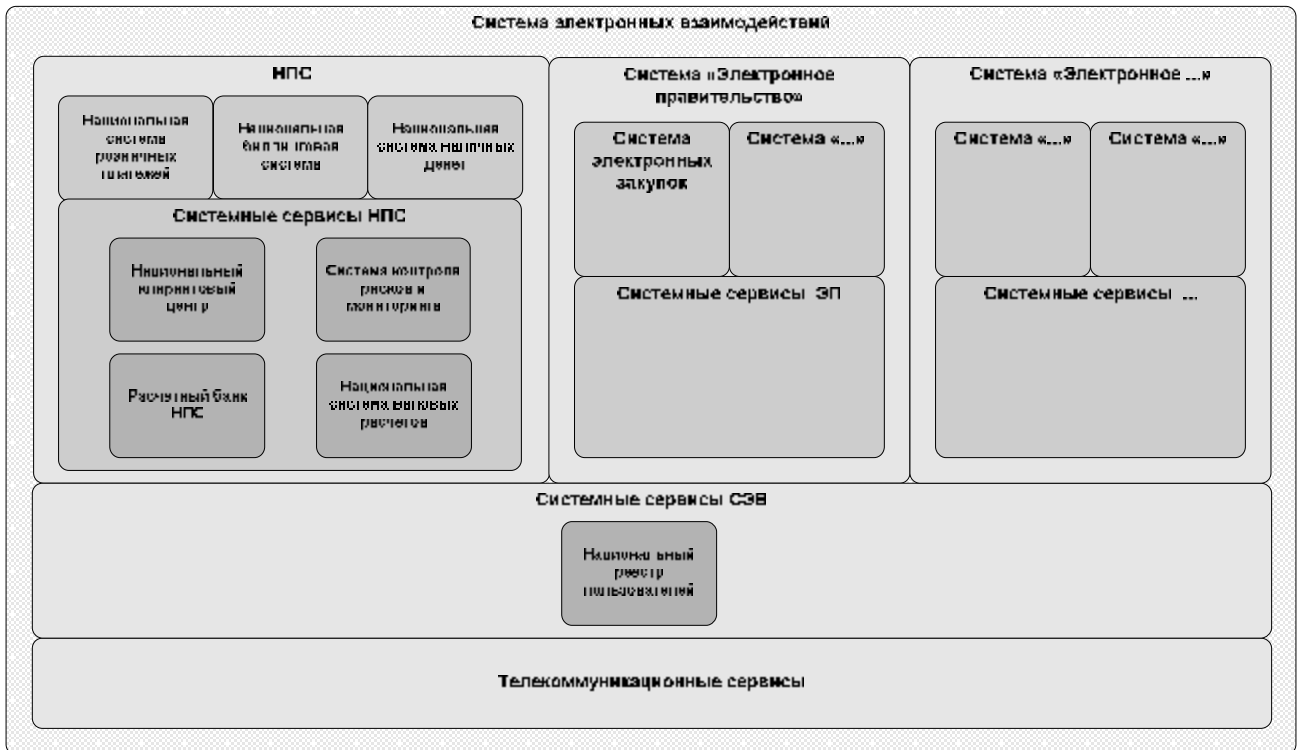 Система электронных взаимодействий
НПС
Национальная
система
розничных
платежей
Национальная
биллинговая
система
Национальная
система наличных
денег
Системные сервисы НПС
Национальный
клиринговый
центр
Система контроля
рисков и
мониторинга
Расчетный банк
НПС
Национальная
система
расчетов
Система «Электронное
правительство»
Система
электронных
закупок
Система «...»
Системные сервисы ЭП
Система «Электронное ...»
Система «...»
Система «...»
Системные сервисы ...
Системные сервисы СЭВ
Национальный
реестр
пользователей
Телекоммуникационные сервисы